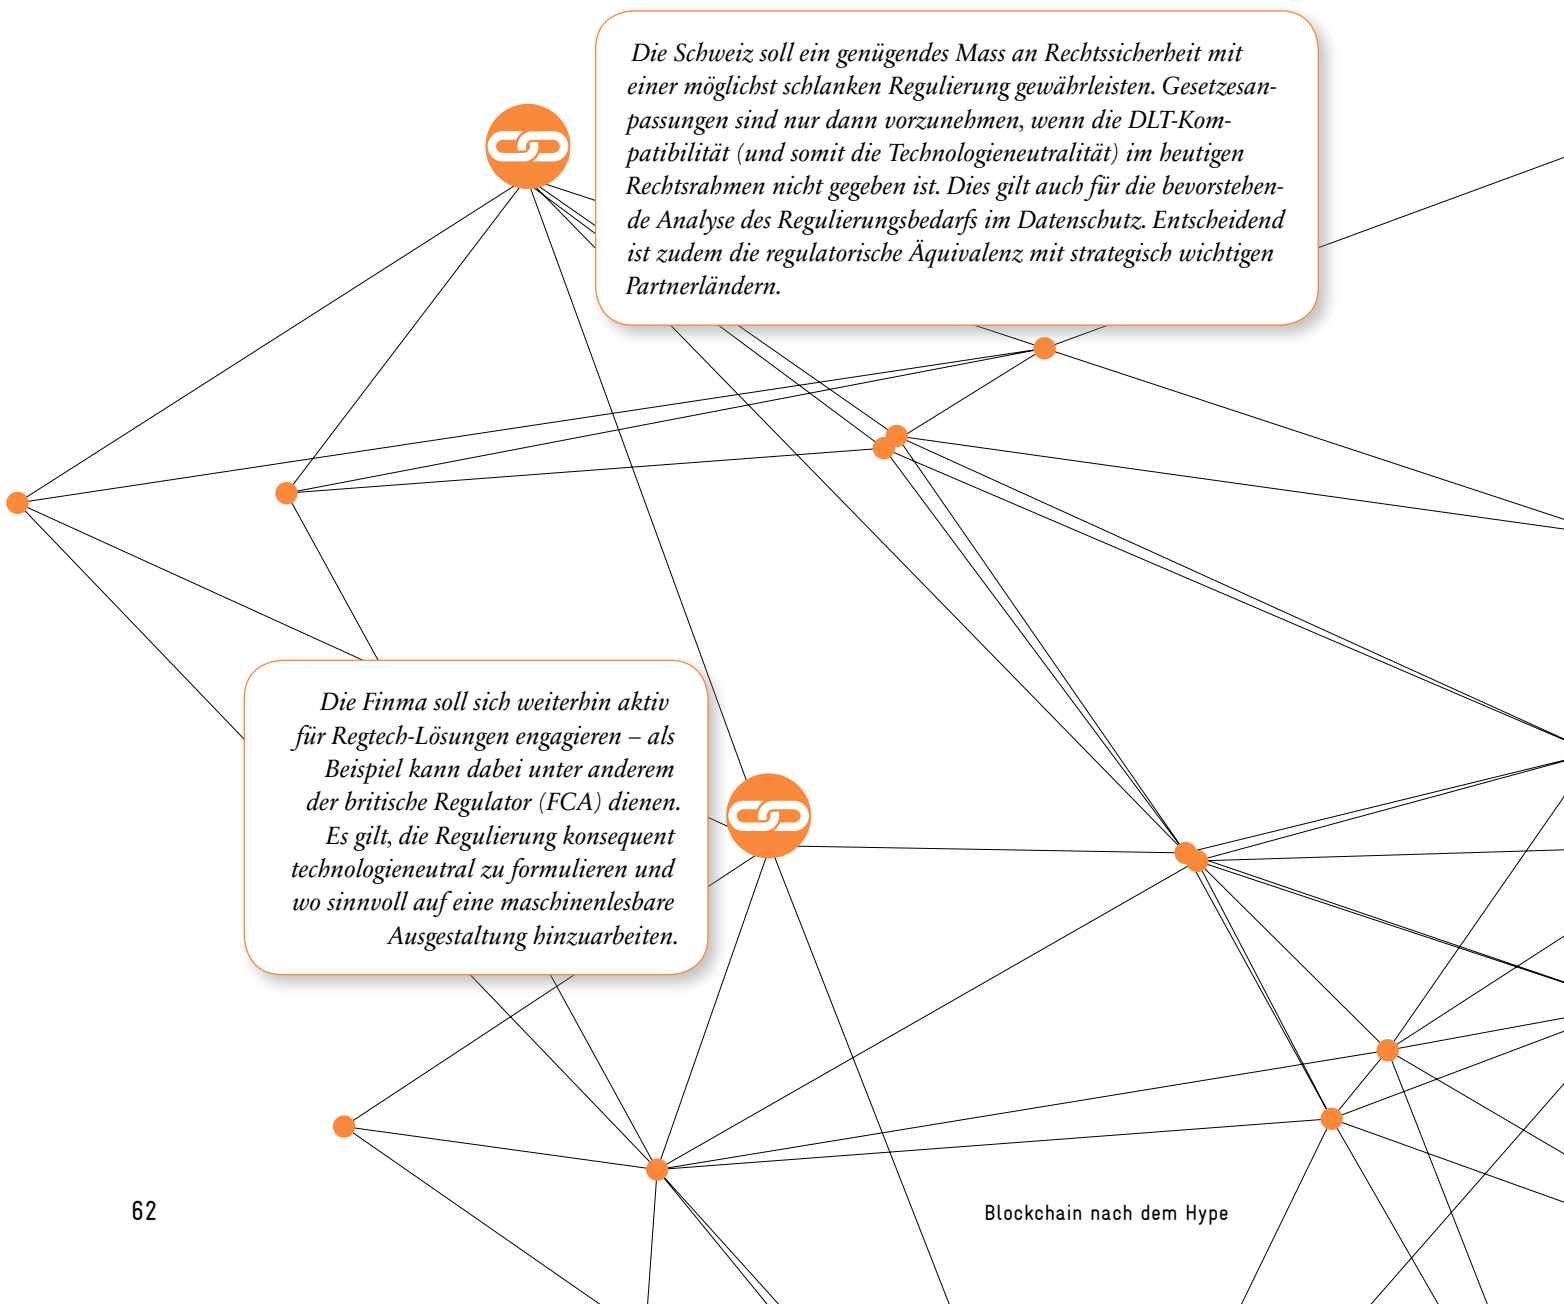 Die Schweiz soll ein genügendes Mass an Rechtssicherheit mit
einer möglichst schlanken Regulierung gewährleisten. Gesetzesan-
passungen sind nur dann vorzunehmen, wenn die DLT-Kom-
patibilität (und somit die Technologieneutralität) im heutigen
Rechtsrahmen nicht gegeben ist. Dies gilt auch für die bevorstehen-
de Analyse des Regulierungsbedarfs im Datenschutz. Entscheidend
ist zudem die regulatorische Äquivalenz mit strategisch wichtigen
Partnerländern.
Die Finma soll sich weiterhin aktiv
für Regtech-Lösungen engagieren – als
Beispiel kann dabei unter anderem
der britische Regulator (FCA) dienen.
Es gilt, die Regulierung konsequent
technologieneutral zu formulieren und
wo sinnvoll auf eine maschinenlesbare
Ausgestaltung hinzuarbeiten.
62
Blockchain nach dem Hype